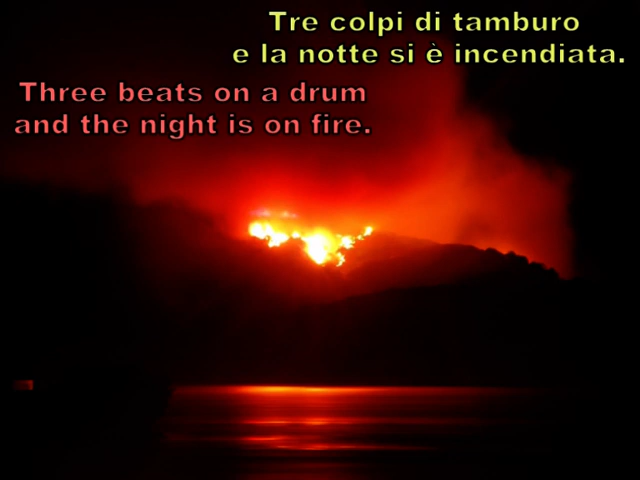 Tre colpi di tamburo
e la notte si è incendiata.
Three beats on a drum
and the night is on fire.